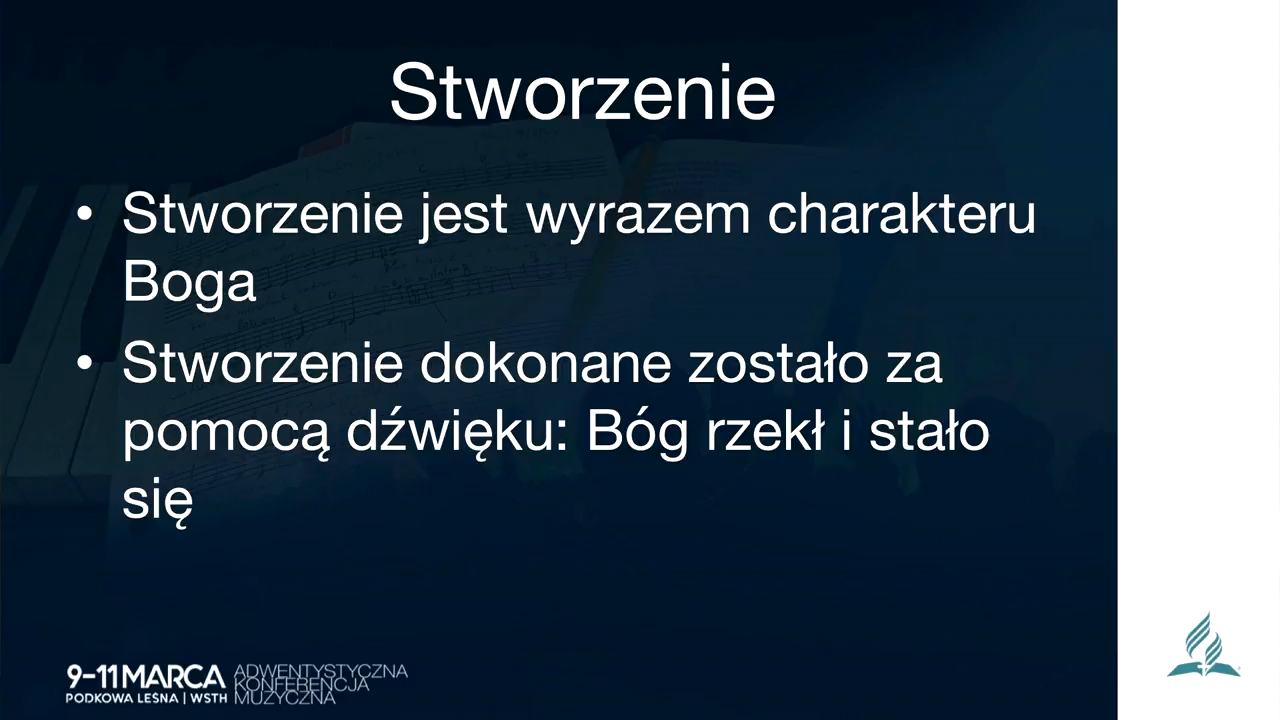 Stworzenie
• Stworzenie jest wyrazem charakteru
Boga
• Stworzenie dokonane zostało za
pomocą dźwięku: Bóg rzekł i stało
się
9-11 MARCA
PODKOWA LEŚNA | WSTH
ADWENTYSTYCZNA
KONFERENCJA
MUZYCZNA